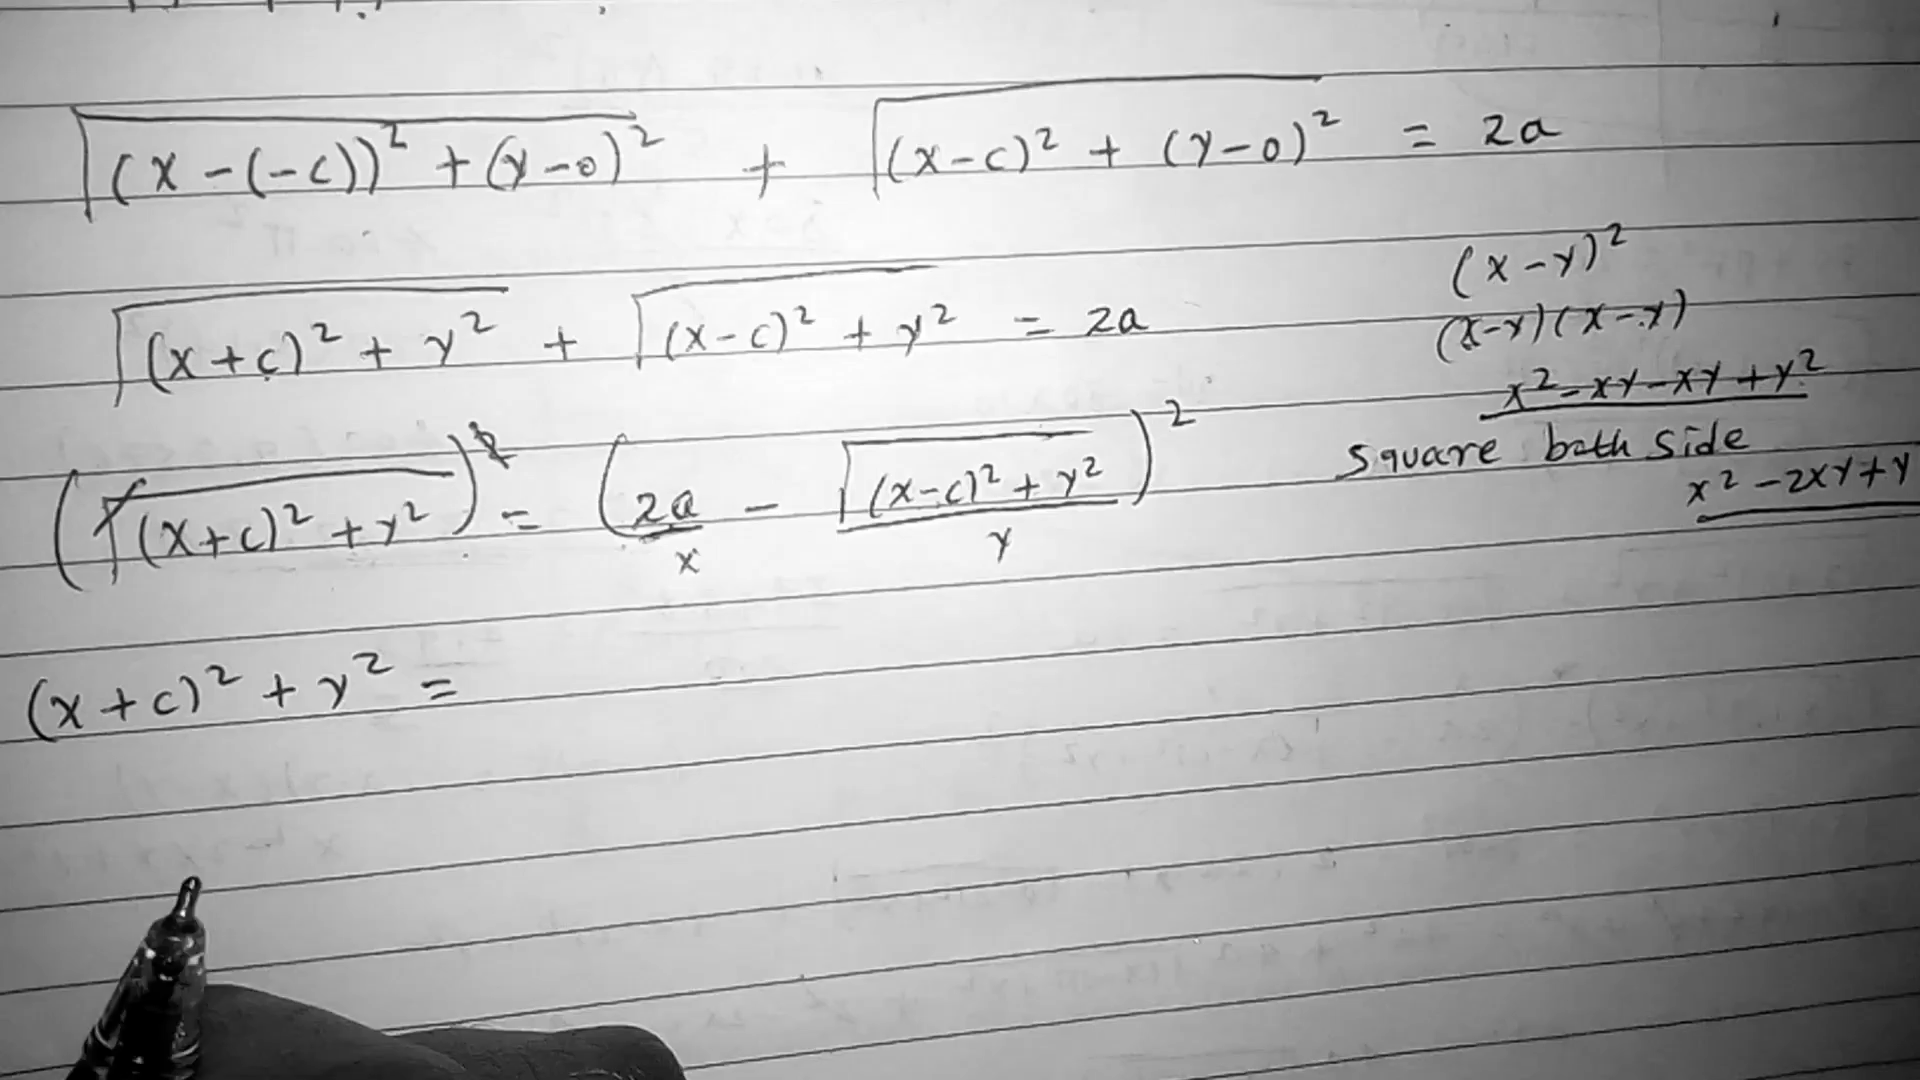 √((x-(-c))² + (y-0)²) + √((x-c)² + (y-0)²) = 2a
√((x+c)² + y²) + √((x-c)² + y²) = 2a
(x-y)²
(x-y)(x-y)
x²-xy-xy+y²
square both side
x²-2xy+y
(√((x+c)² + y²))² = (2a - √((x-c)² + y²))²
x y
(x+c)² + y² =